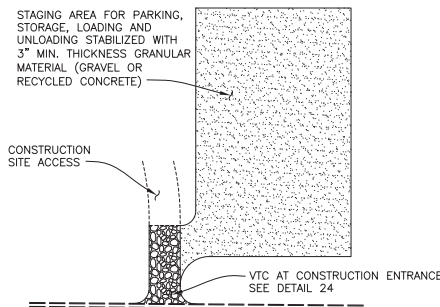 STAGING AREA FOR PARKING,
STORAGE, LOADING AND
UNLOADING STABILIZED WITH
3" MIN. THICKNESS GRANULAR
MATERIAL (GRAVEL OR
RECYCLED CONCRETE)
CONSTRUCTION
SITE ACCESS
VTC AT CONSTRUCTION ENTRANCE
SEE DETAIL 24